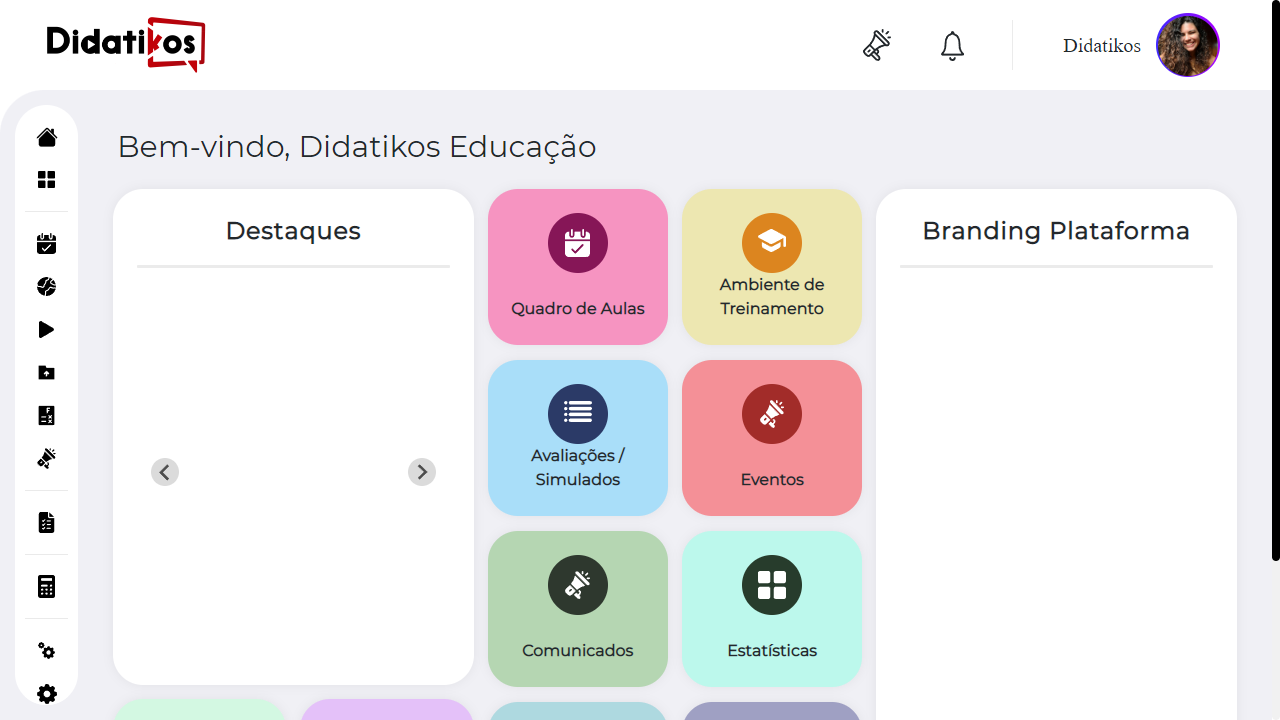 Didatikos
Didatikos
Bem-vindo, Didatikos Educação
Destaques
Quadro de Aulas
Ambiente de
Treinamento
Branding Plataforma
Avaliações /
Simulados
Eventos
Comunicados
Estatísticas